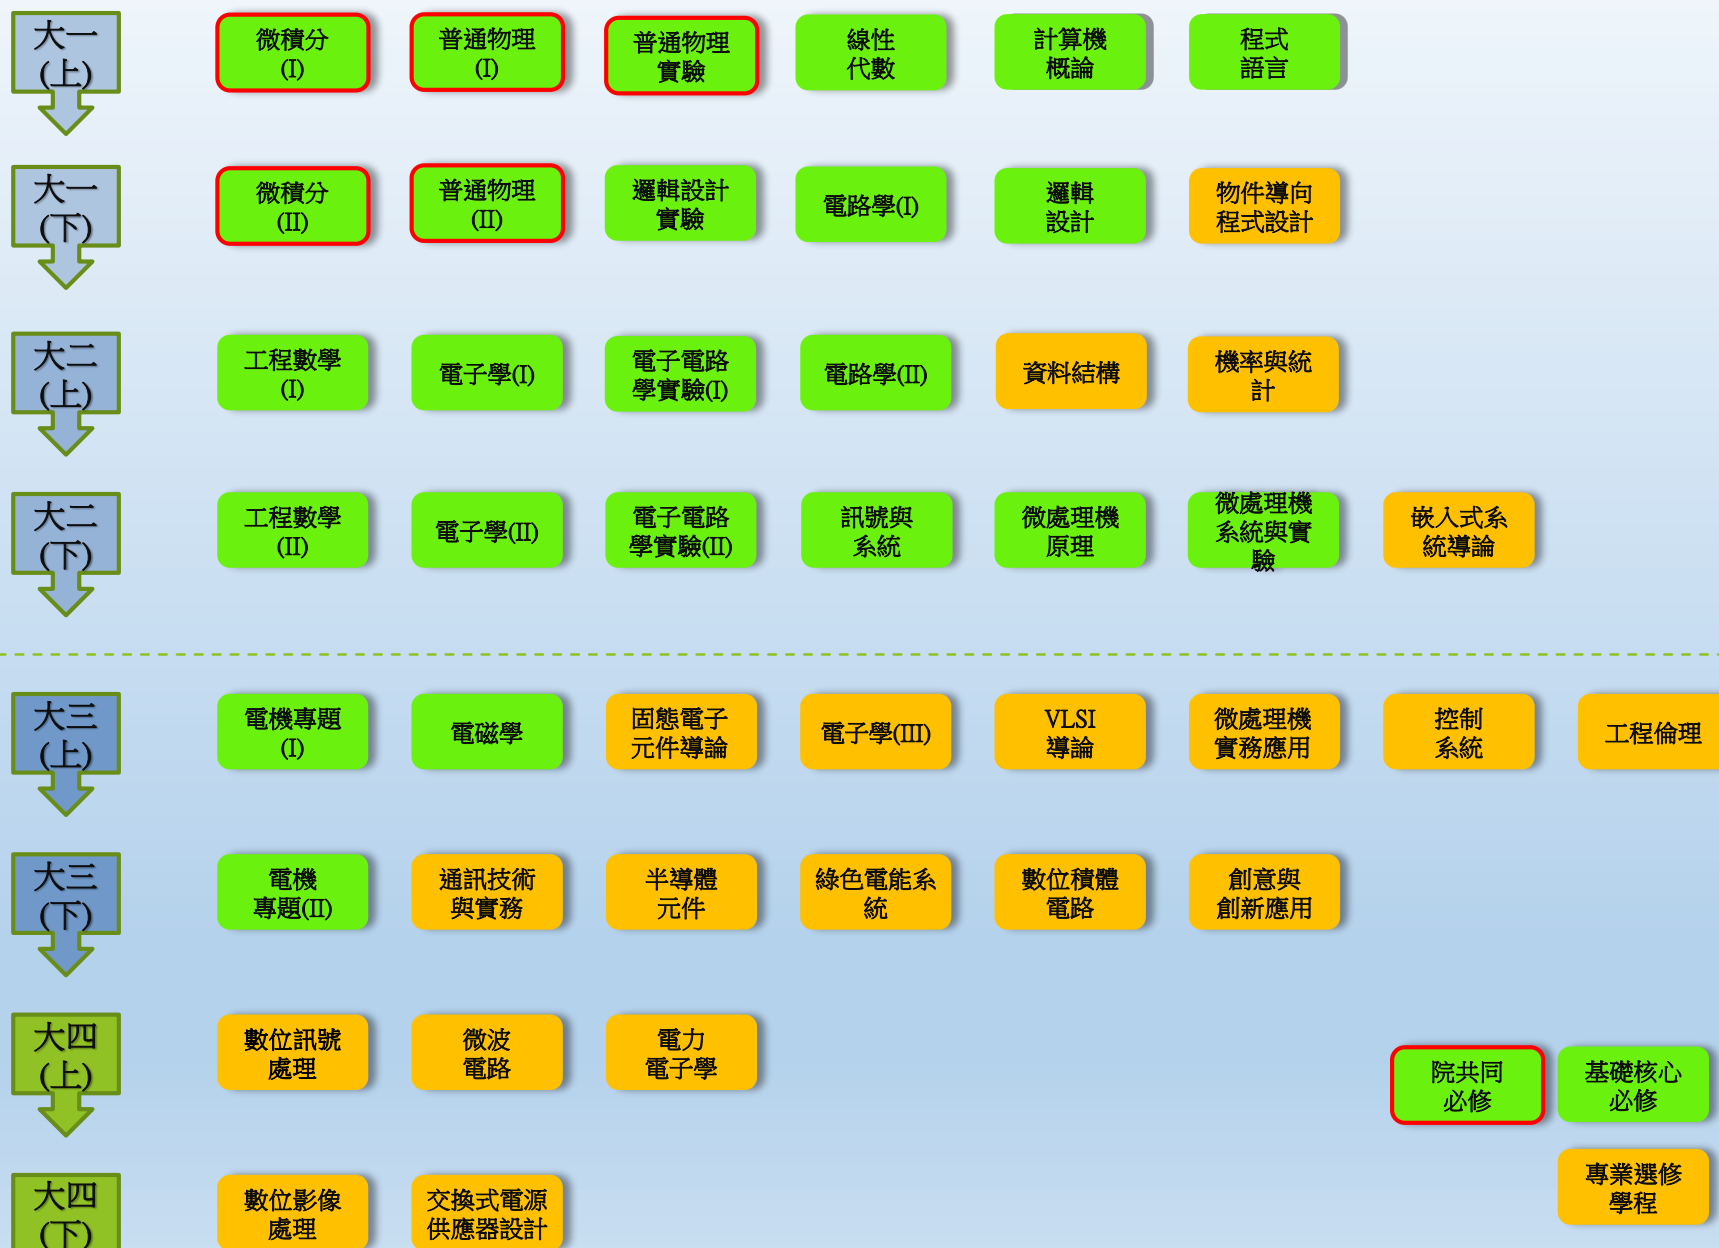 大一
(上)
微積分
(I)
普通物理
(I)
普通物理
實驗
線性
代數
計算機
概論
程式
語言
大一
(下)
微積分
(II)
普通物理
(II)
邏輯設計
實驗
電路學(I)
邏輯
設計
物件導向
程式設計
大二
(上)
工程數學
(I)
電子學(I)
電子電路
學實驗(I)
電路學(II)
資料結構
機率與統
計
大二
(下)
工程數學
(II)
電子學(II)
電子電路
學實驗(II)
訊號與
系統
微處理機
原理
微處理機
系統與實
驗
嵌入式系
統導論
大三
(上)
電機專題
(I)
電磁學
固態電子
元件導論
電子學(III)
VLSI
導論
微處理機
實務應用
控制
系統
工程倫理
大三
(下)
電機
專題(II)
通訊技術
與實務
半導體
元件
綠色電能系
統
數位積體
電路
創意與
創新應用
大四
(上)
數位訊號
處理
微波
電路
電力
電子學
院共同
必修
基礎核心
必修
專業選修
學程
大四
(下)
數位影像
處理
交換式電源
供應器設計